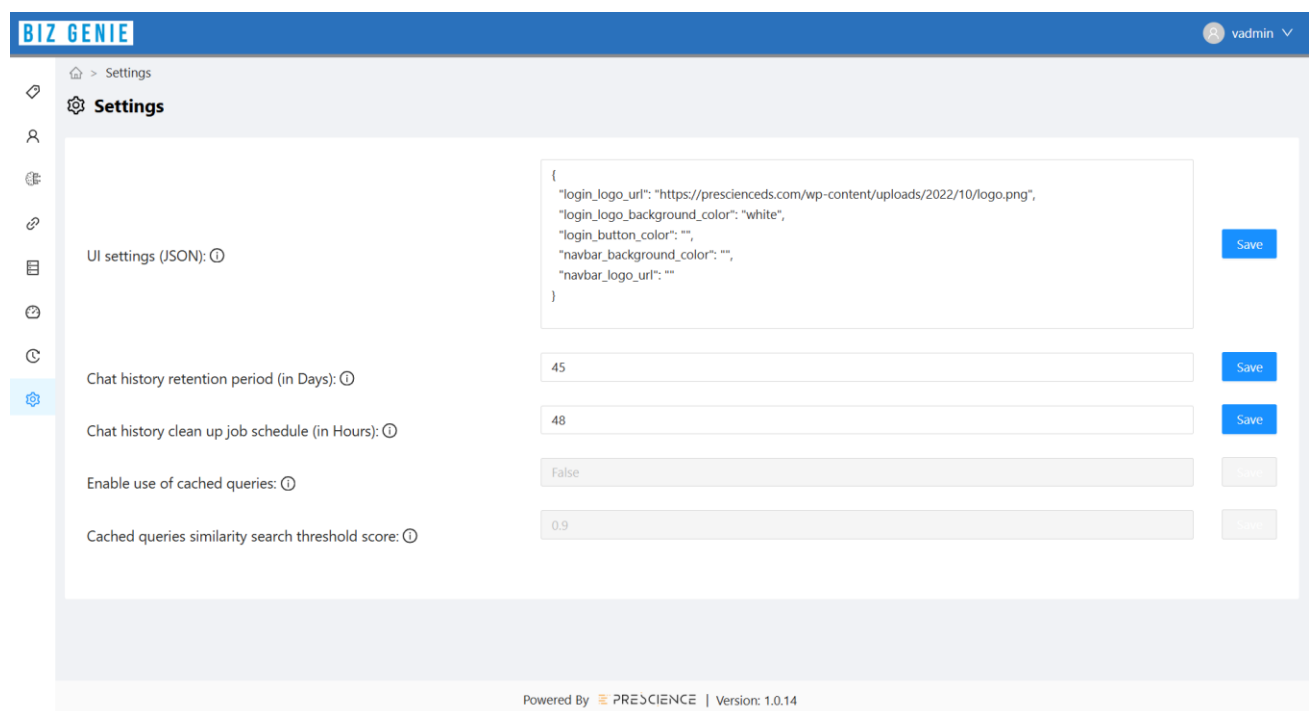 BIZ GENIE
vadmin
> Settings
Settings
UI settings (JSON):
{
"login_logo_url": "https://prescienceds.com/wp-content/uploads/2022/10/logo.png",
"login_logo_background_color": "white",
"login_button_color": "",
"navbar_background_color": "",
"navbar_logo_url": ""
}
Save
Chat history retention period (in Days):
45
Save
Chat history clean up job schedule (in Hours):
48
Save
Enable use of cached queries:
False
Save
Cached queries similarity search threshold score:
0.9
Save
Powered By PRESCIENCE | Version: 1.0.14